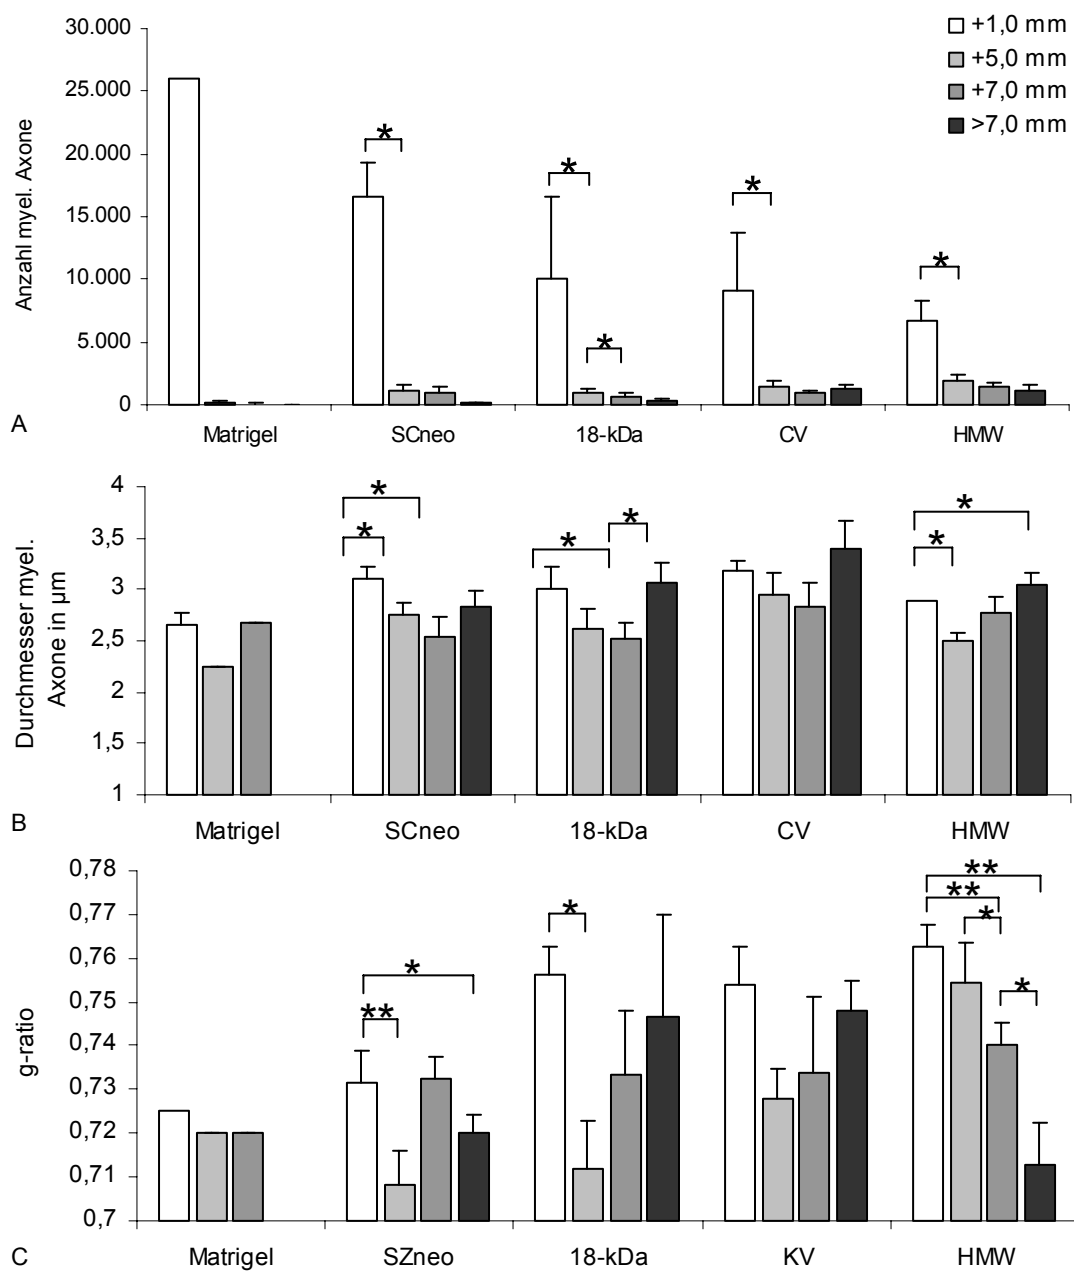 30.000
25.000
20.000
15.000
10.000
5.000
0
Anzahl myel. Axone
+1,0 mm
+5,0 mm
+7,0 mm
>7,0 mm
*
*
*
*
*
A
Matrigel SCneo 18-kDa CV HMW
4
3,5
3
2,5
2
1,5
1
Durchmesser myel.
Axone in µm
*
*
*
*
*
*
B
Matrigel SCneo 18-kDa CV HMW
0,78
0,77
0,76
0,75
0,74
0,73
0,72
0,71
0,7
g-ratio
*
**
*
**
**
*
*
C
Matrigel SZneo 18-kDa KV HMW